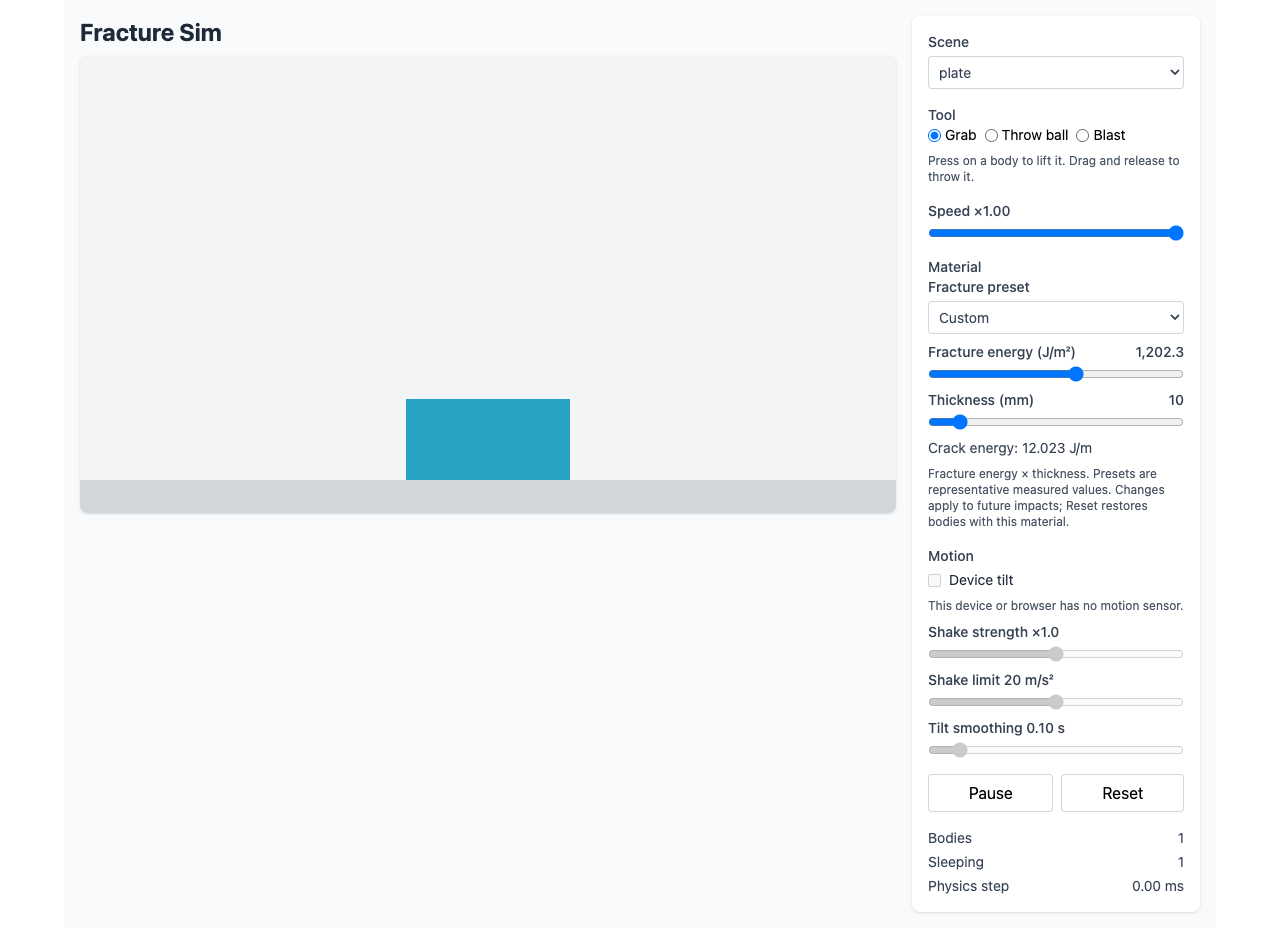 Fracture Sim
Scene
plate
Tool
Grab Throw ball Blast
Press on a body to lift it. Drag and release to
throw it.
Speed ×1.00
Material
Fracture preset
Custom
Fracture energy (J/m²) 1,202.3
Thickness (mm) 10
Crack energy: 12.023 J/m
Fracture energy × thickness. Presets are
representative measured values. Changes
apply to future impacts; Reset restores
bodies with this material.
Motion
Device tilt
This device or browser has no motion sensor.
Shake strength ×1.0
Shake limit 20 m/s²
Tilt smoothing 0.10 s
Pause Reset
Bodies 1
Sleeping 1
Physics step 0.00 ms